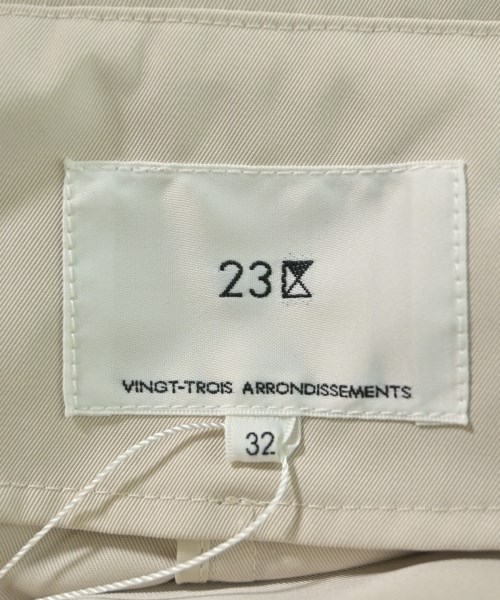 23区
VINGT-TROIS ARRONDISSEMENTS
32